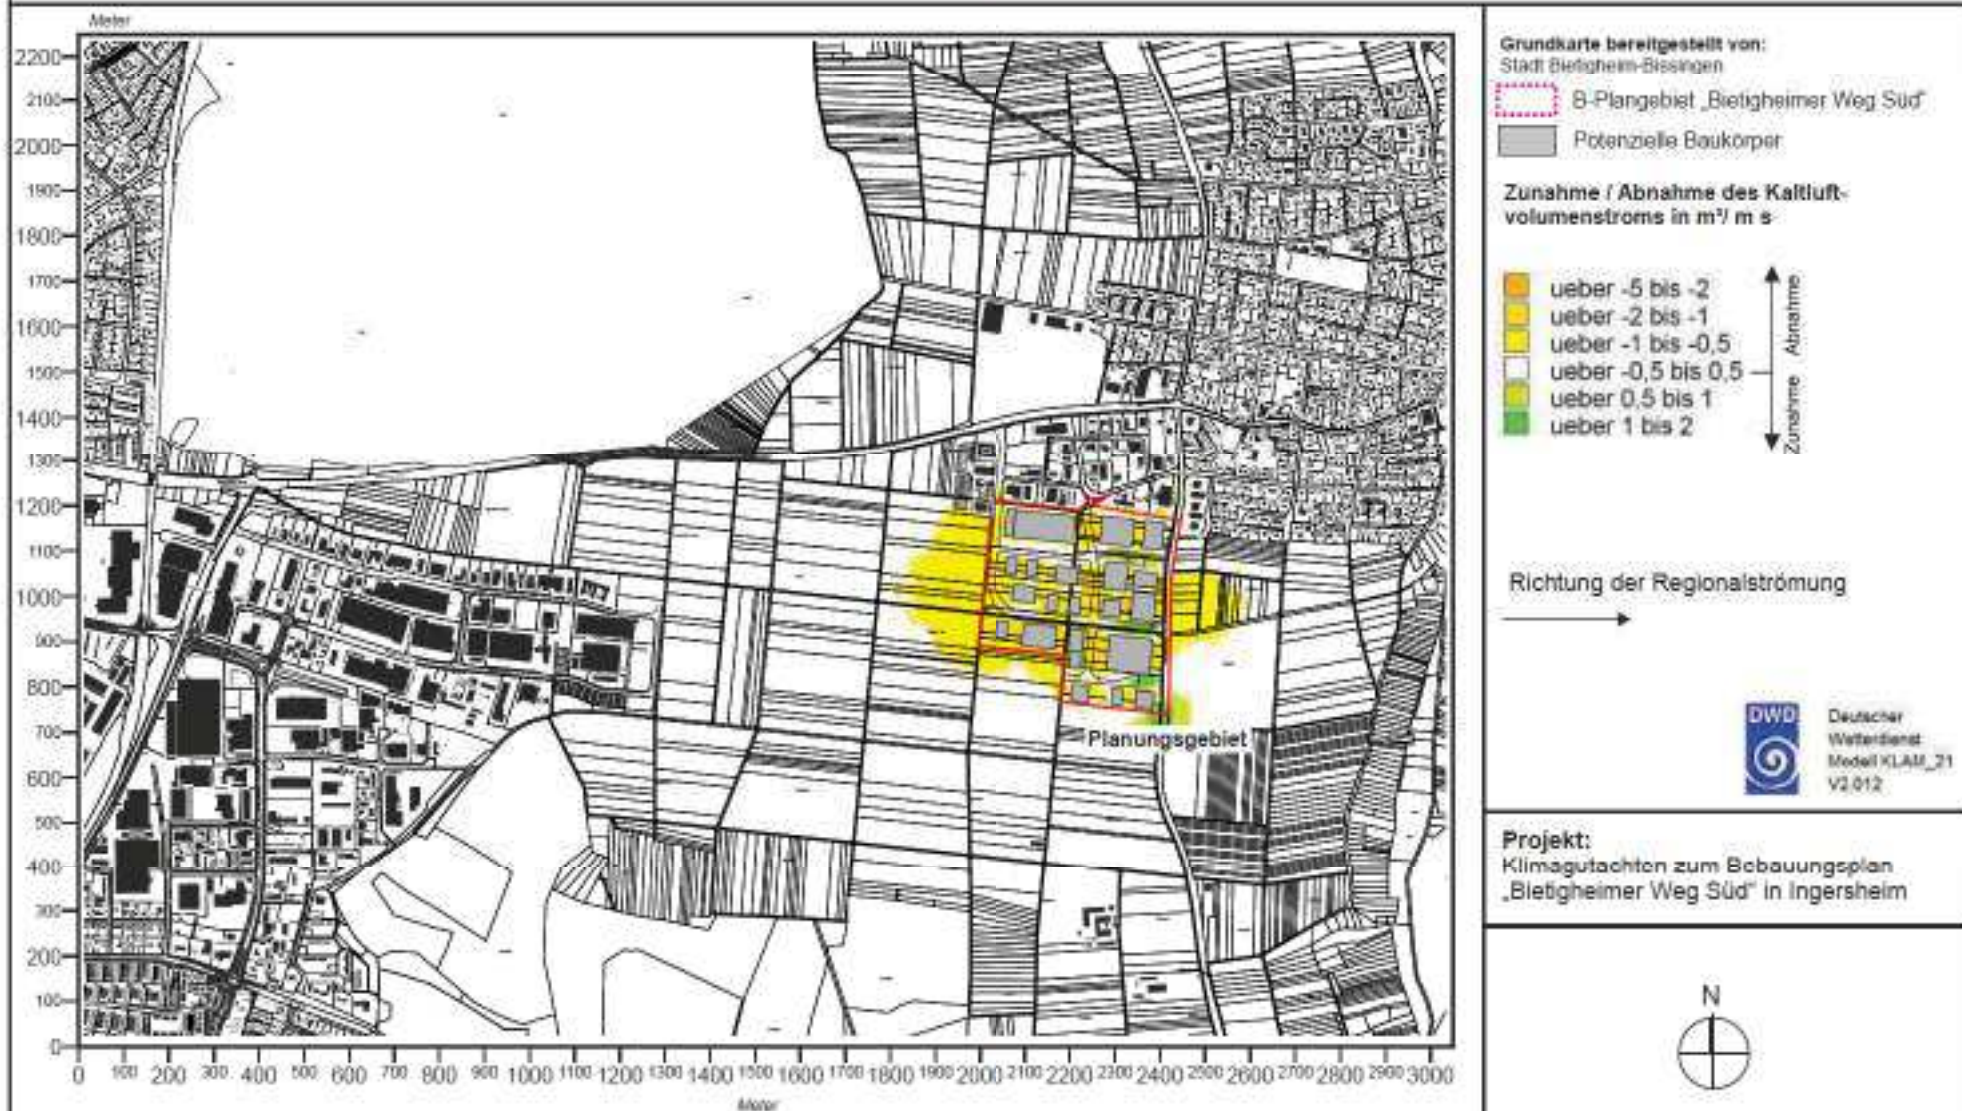 Meter
2200
2100
2000
1900
1800
1700
1600
1500
1400
1300
1200
1100
1000
900
800
700
600
500
400
300
200
100
0
0 100 200 300 400 500 600 700 800 900 1000 1100 1200 1300 1400 1500 1600 1700 1800 1900 2000 2100 2200 2300 2400 2500 2600 2700 2800 2900 3000
Meter
Planungsgebiet
Grundkarte bereitgestellt von:
Stadt Bietigheim-Bissingen
B-Plangebiet „Bietigheimer Weg Süd"
Potenzielle Baukörper
Zunahme / Abnahme des Kaltluft-
volumenstroms in m³/ m s
ueber -5 bis -2
ueber -2 bis -1
ueber -1 bis -0,5
ueber -0,5 bis 0,5
ueber 0,5 bis 1
ueber 1 bis 2
Abnahme
Zunahme
Richtung der Regionalströmung
DWD
Deutscher
Wetterdienst
Modell KLAM_21
V2.012
Projekt:
Klimagutachten zum Bebauungsplan
„Bietigheimer Weg Süd" in Ingersheim
N